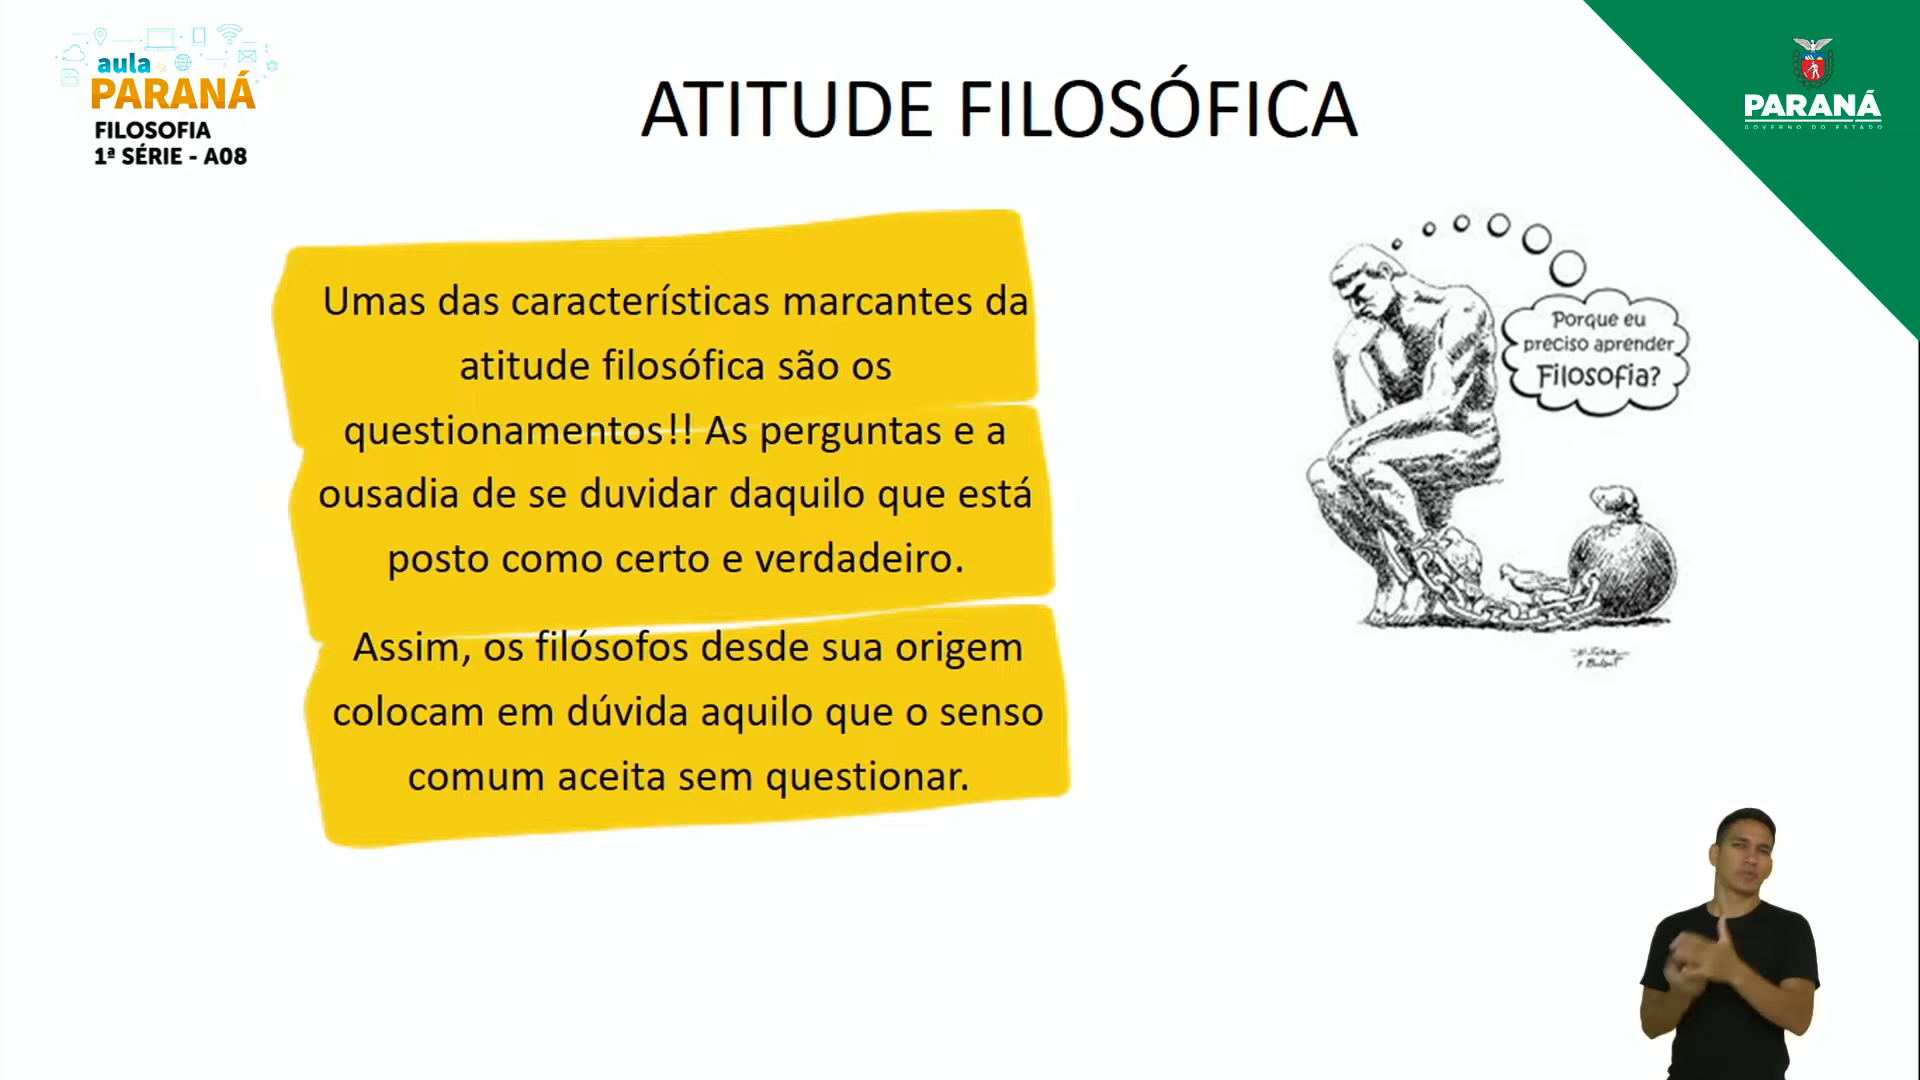 aula
PARANÁ
FILOSOFIA
1ª SÉRIE - A08
ATITUDE FILOSÓFICA
PARANÁ
GOVERNO DO ESTADO
Umas das características marcantes da
atitude filosófica são os
questionamentos!! As perguntas e a
ousadia de se duvidar daquilo que está
posto como certo e verdadeiro.
Assim, os filósofos desde sua origem
colocam em dúvida aquilo que o senso
comum aceita sem questionar.
Porque eu
preciso aprender
Filosofia?